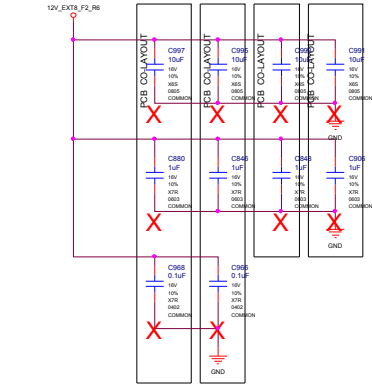 12V_EXT8_F2_R6
PCB CO-LAYOUT
PCB CO-LAYOUT
PCB CO-LAYOUT
PCB CO-LAYOUT
C997
10uF
16V
10%
X6S
0805
COMMON
C995
10uF
16V
10%
X6S
0805
COMMON
10uF
16V
10%
X6S
0805
COMMON
C991
10uF
16V
10%
X6S
0805
COMMON
GND
C880
1uF
16V
10%
X7R
0603
COMMON
C846
1uF
16V
10%
X7R
0603
COMMON
C848
1uF
16V
10%
X7R
0603
COMMON
C906
1uF
16V
10%
X7R
0603
COMMON
GND
C968
0.1uF
16V
10%
X7R
0402
COMMON
C966
0.1uF
16V
10%
X7R
0402
COMMON
GND